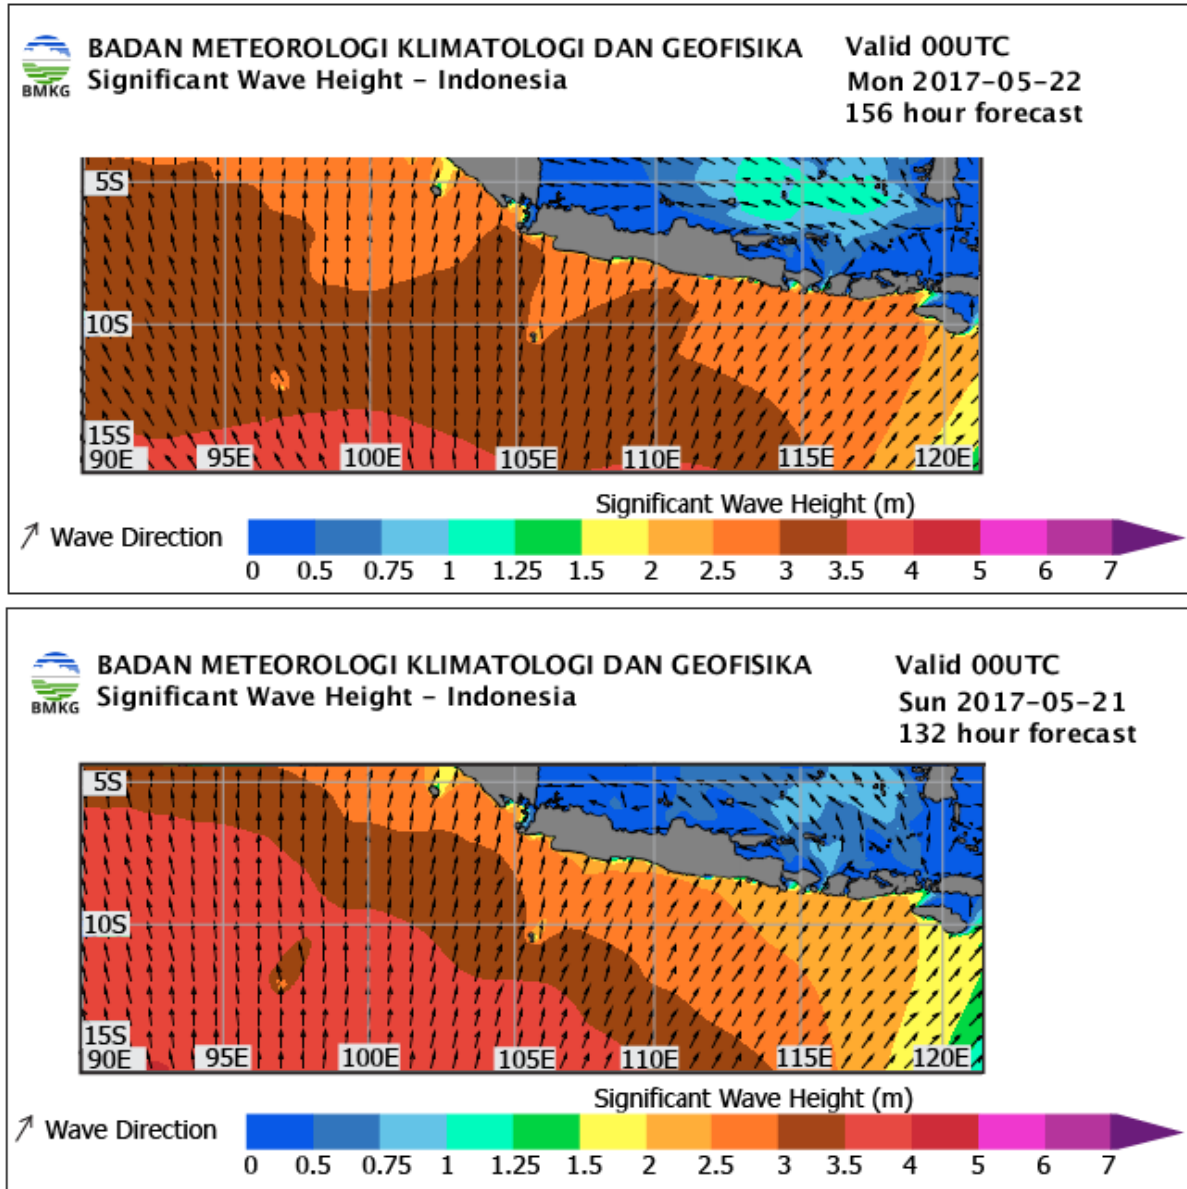 BADAN METEOROLOGI KLIMATOLOGI DAN GEOFISIKA
Significant Wave Height – Indonesia
BMKG
Valid 00UTC
Mon 2017-05-22
156 hour forecast
5S
10S
15S
90E 95E 100E 105E 110E 115E 120E
Significant Wave Height (m)
Wave Direction
0 0.5 0.75 1 1.25 1.5 2 2.5 3 3.5 4 5 6 7
BADAN METEOROLOGI KLIMATOLOGI DAN GEOFISIKA
Significant Wave Height – Indonesia
BMKG
Valid 00UTC
Sun 2017-05-21
132 hour forecast
5S
10S
15S
90E 95E 100E 105E 110E 115E 120E
Significant Wave Height (m)
Wave Direction
0 0.5 0.75 1 1.25 1.5 2 2.5 3 3.5 4 5 6 7